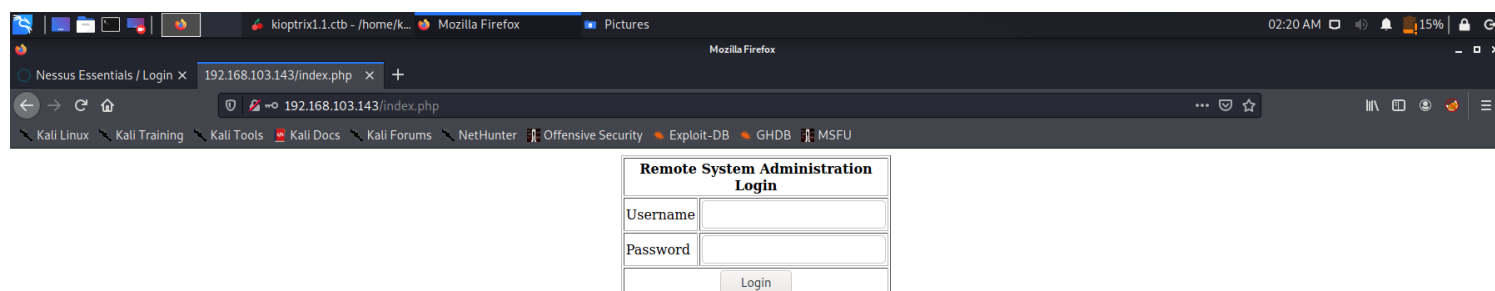 kioptrix1.1.ctb - /home/k... Mozilla Firefox Pictures 02:20 AM 15%
Mozilla Firefox
Nessus Essentials / Login 192.168.103.143/index.php
192.168.103.143/index.php
Kali Linux Kali Training Kali Tools Kali Docs Kali Forums NetHunter Offensive Security Exploit-DB GHDB MSFU
Remote System Administration
Login
Username
Password
Login